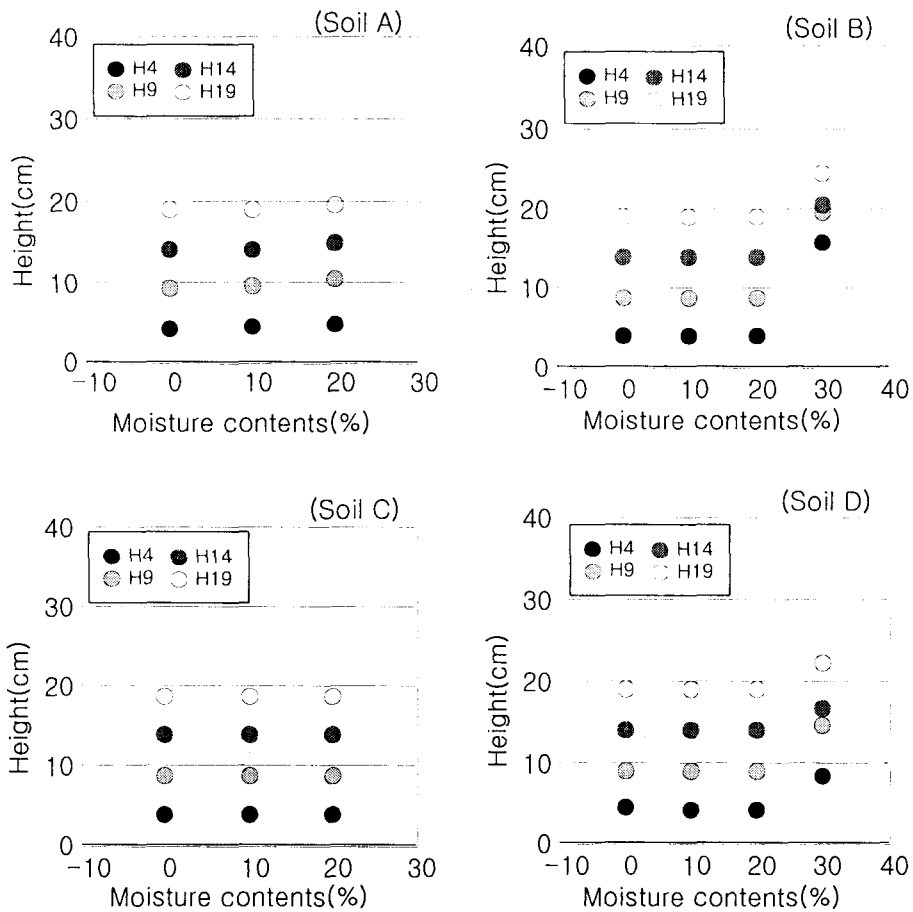 (Soil A)
40
H4 H14
H9 H19
30
20
10
0
Height(cm)
-10 0 10 20 30
Moisture contents(%)
(Soil B)
40
H4 H14
H9 H19
30
20
10
0
Height(cm)
-10 0 10 20 30 40
Moisture contents(%)
(Soil C)
40
H4 H14
H9 H19
30
20
10
0
Height(cm)
-10 0 10 20 30
Moisture contents(%)
(Soil D)
40
H4 H14
H9 H19
30
20
10
0
Height(cm)
-10 0 10 20 30 40
Moisture contents(%)